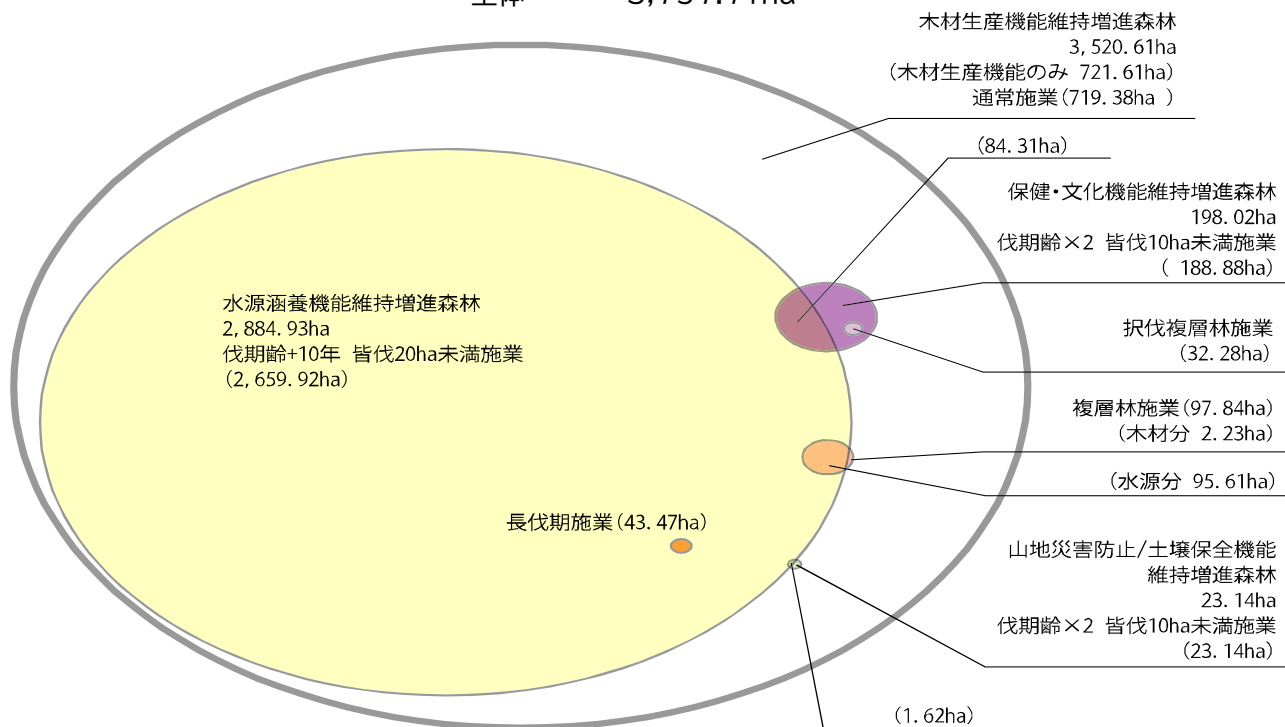 木材生産機能維持増進森林
3,520.61ha
(木材生産機能のみ 721.61ha)
通常施業(719.38ha )
(84.31ha)
保健・文化機能維持増進森林
198.02ha
伐期齢×2 皆伐10ha未満施業
( 188.88ha)
水源涵養機能維持増進森林
2,884.93ha
伐期齢+10年 皆伐20ha未満施業
(2,659.92ha)
択伐複層林施業
(32.28ha)
複層林施業(97.84ha)
(木材分 2.23ha)
(水源分 95.61ha)
長伐期施業(43.47ha)
山地災害防止/土壌保全機能
維持増進森林
23.14ha
伐期齢×2 皆伐10ha未満施業
(23.14ha)
(1.62ha)